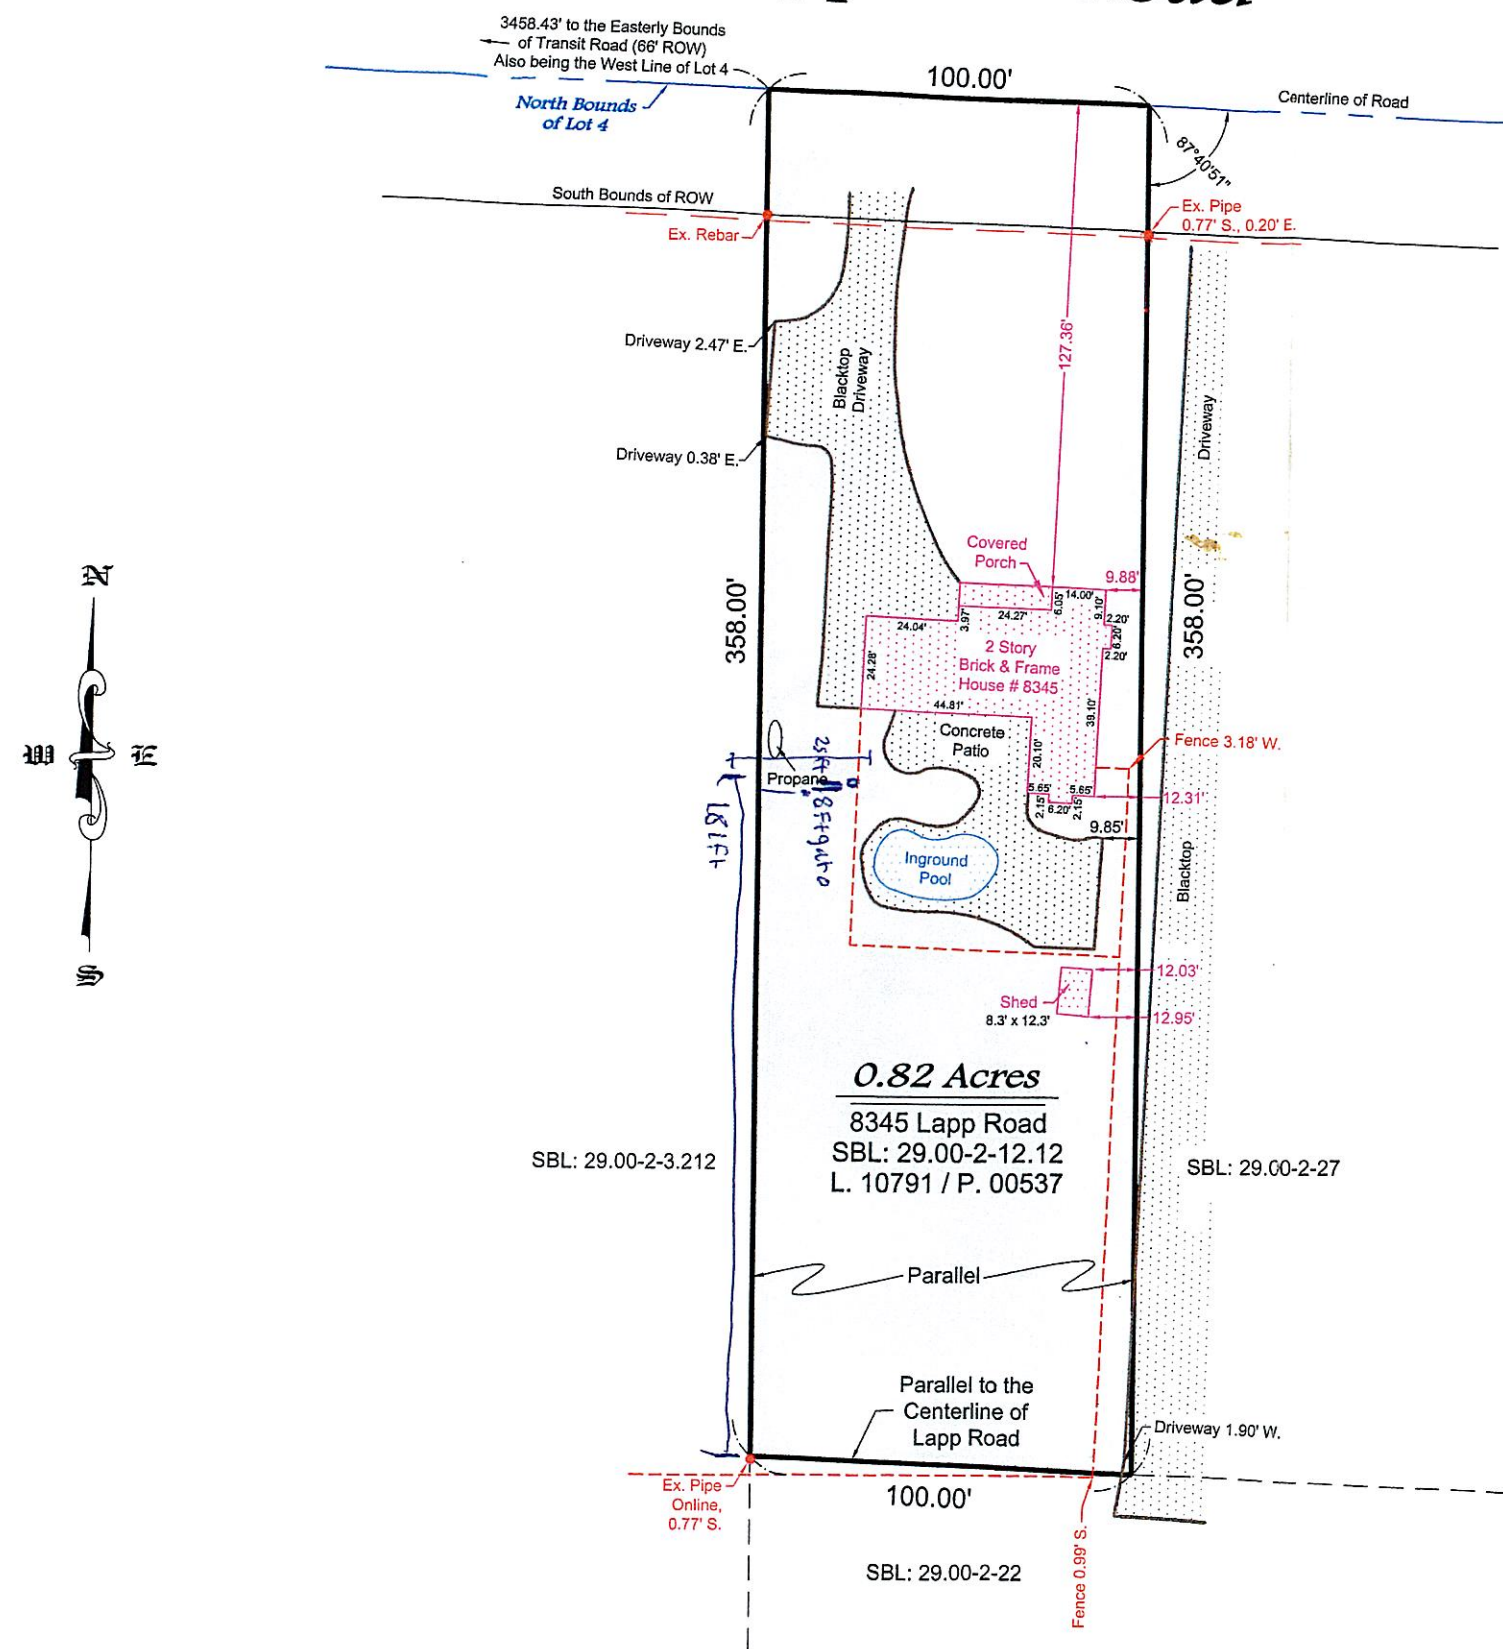 3458.43' to the Easterly Bounds
of Transit Road (66' ROW)
Also being the West Line of Lot 4
100.00'
Centerline of Road
North Bounds
of Lot 4
87°40'51"
South Bounds of ROW
Ex. Rebar
Ex. Pipe
0.77' S., 0.20' E.
Driveway 2.47' E.
127.36'
Blacktop
Driveway
Driveway
Driveway 0.38' E.
Covered
Porch
9.88'
358.00'
358.00'
14.00'
6.05'
9.10'
24.27'
3.97'
24.04'
2.20'
6.20'
2.20'
2 Story
Brick & Frame
House # 8345
24.28'
44.81'
39.10'
N
W
E
S
Concrete
Patio
20.10'
Fence 3.18' W.
25ft
Propane
18ft gate
181ft
5.65'
5.65'
2.15'
6.20'
2.15'
12.31'
9.85'
Inground
Pool
Blacktop
12.03'
Shed
8.3' x 12.3'
12.95'
0.82 Acres
8345 Lapp Road
SBL: 29.00-2-12.12
L. 10791 / P. 00537
SBL: 29.00-2-3.212
SBL: 29.00-2-27
Parallel
Parallel to the
Centerline of
Lapp Road
Driveway 1.90' W.
Ex. Pipe
Online,
0.77' S.
100.00'
Fence 0.99' S.
SBL: 29.00-2-22